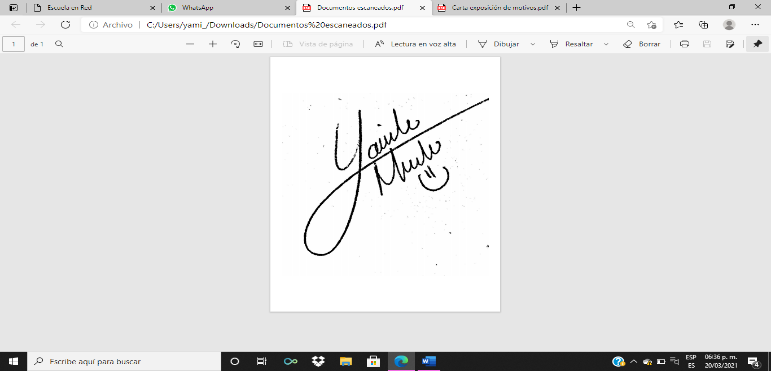 Escuela en Red
WhatsApp
Documentos escaneados.pdf
Carta exposición de motivos.pdf
Archivo
C:/Users/yami_/Downloads/Documentos%20escaneados.pdf
1 de 1
Vista de página
Lectura en voz alta
Dibujar
Resaltar
Borrar
Escribe aquí para buscar
ESP
ES
06:36 p. m.
20/03/2021
4